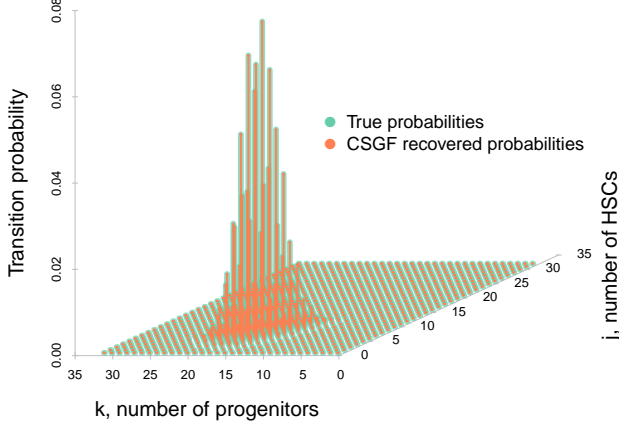 0.08
0.06
0.04
0.02
0.00
Transition probability
True probabilities
CSGF recovered probabilities
35 30 25 20 15 10 5 0
k, number of progenitors
0 5 10 15 20 25 30 35
j, number of HSCs